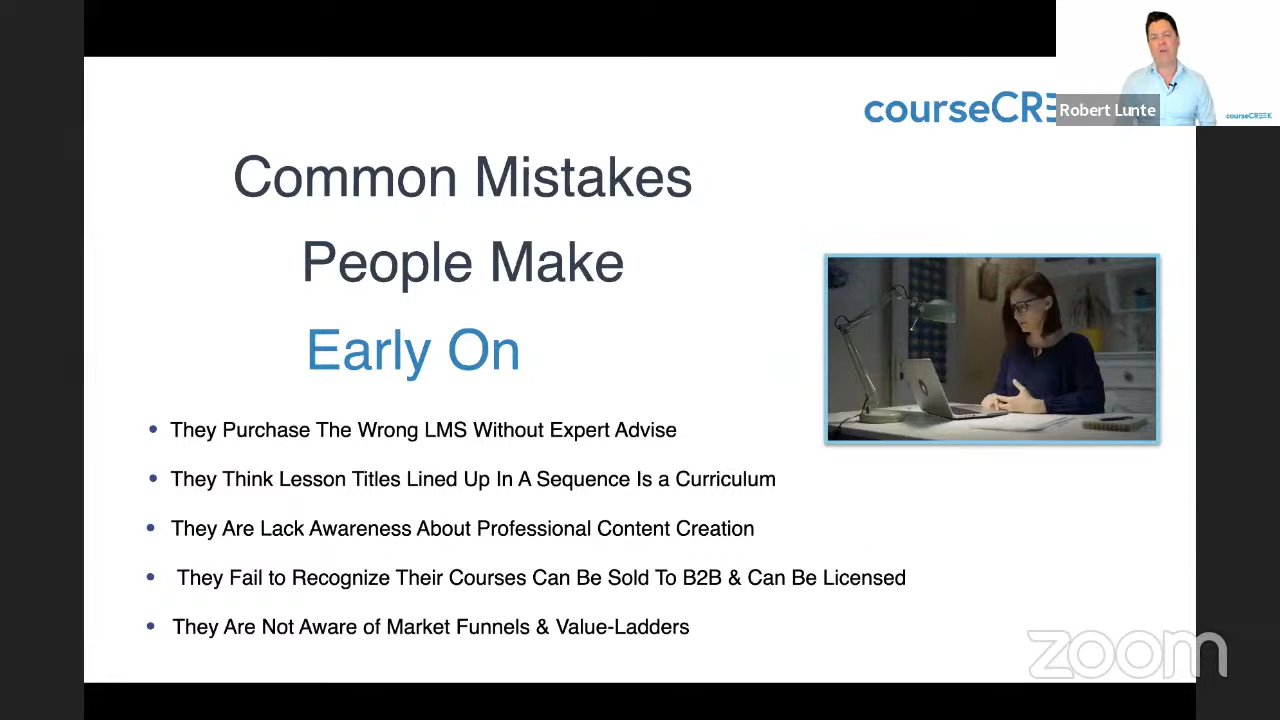 courseCRE
Robert Lunte
courseCREEK
Common Mistakes
People Make
Early On
They Purchase The Wrong LMS Without Expert Advise
They Think Lesson Titles Lined Up In A Sequence Is a Curriculum
They Are Lack Awareness About Professional Content Creation
They Fail to Recognize Their Courses Can Be Sold To B2B & Can Be Licensed
They Are Not Aware of Market Funnels & Value-Ladders
zoom